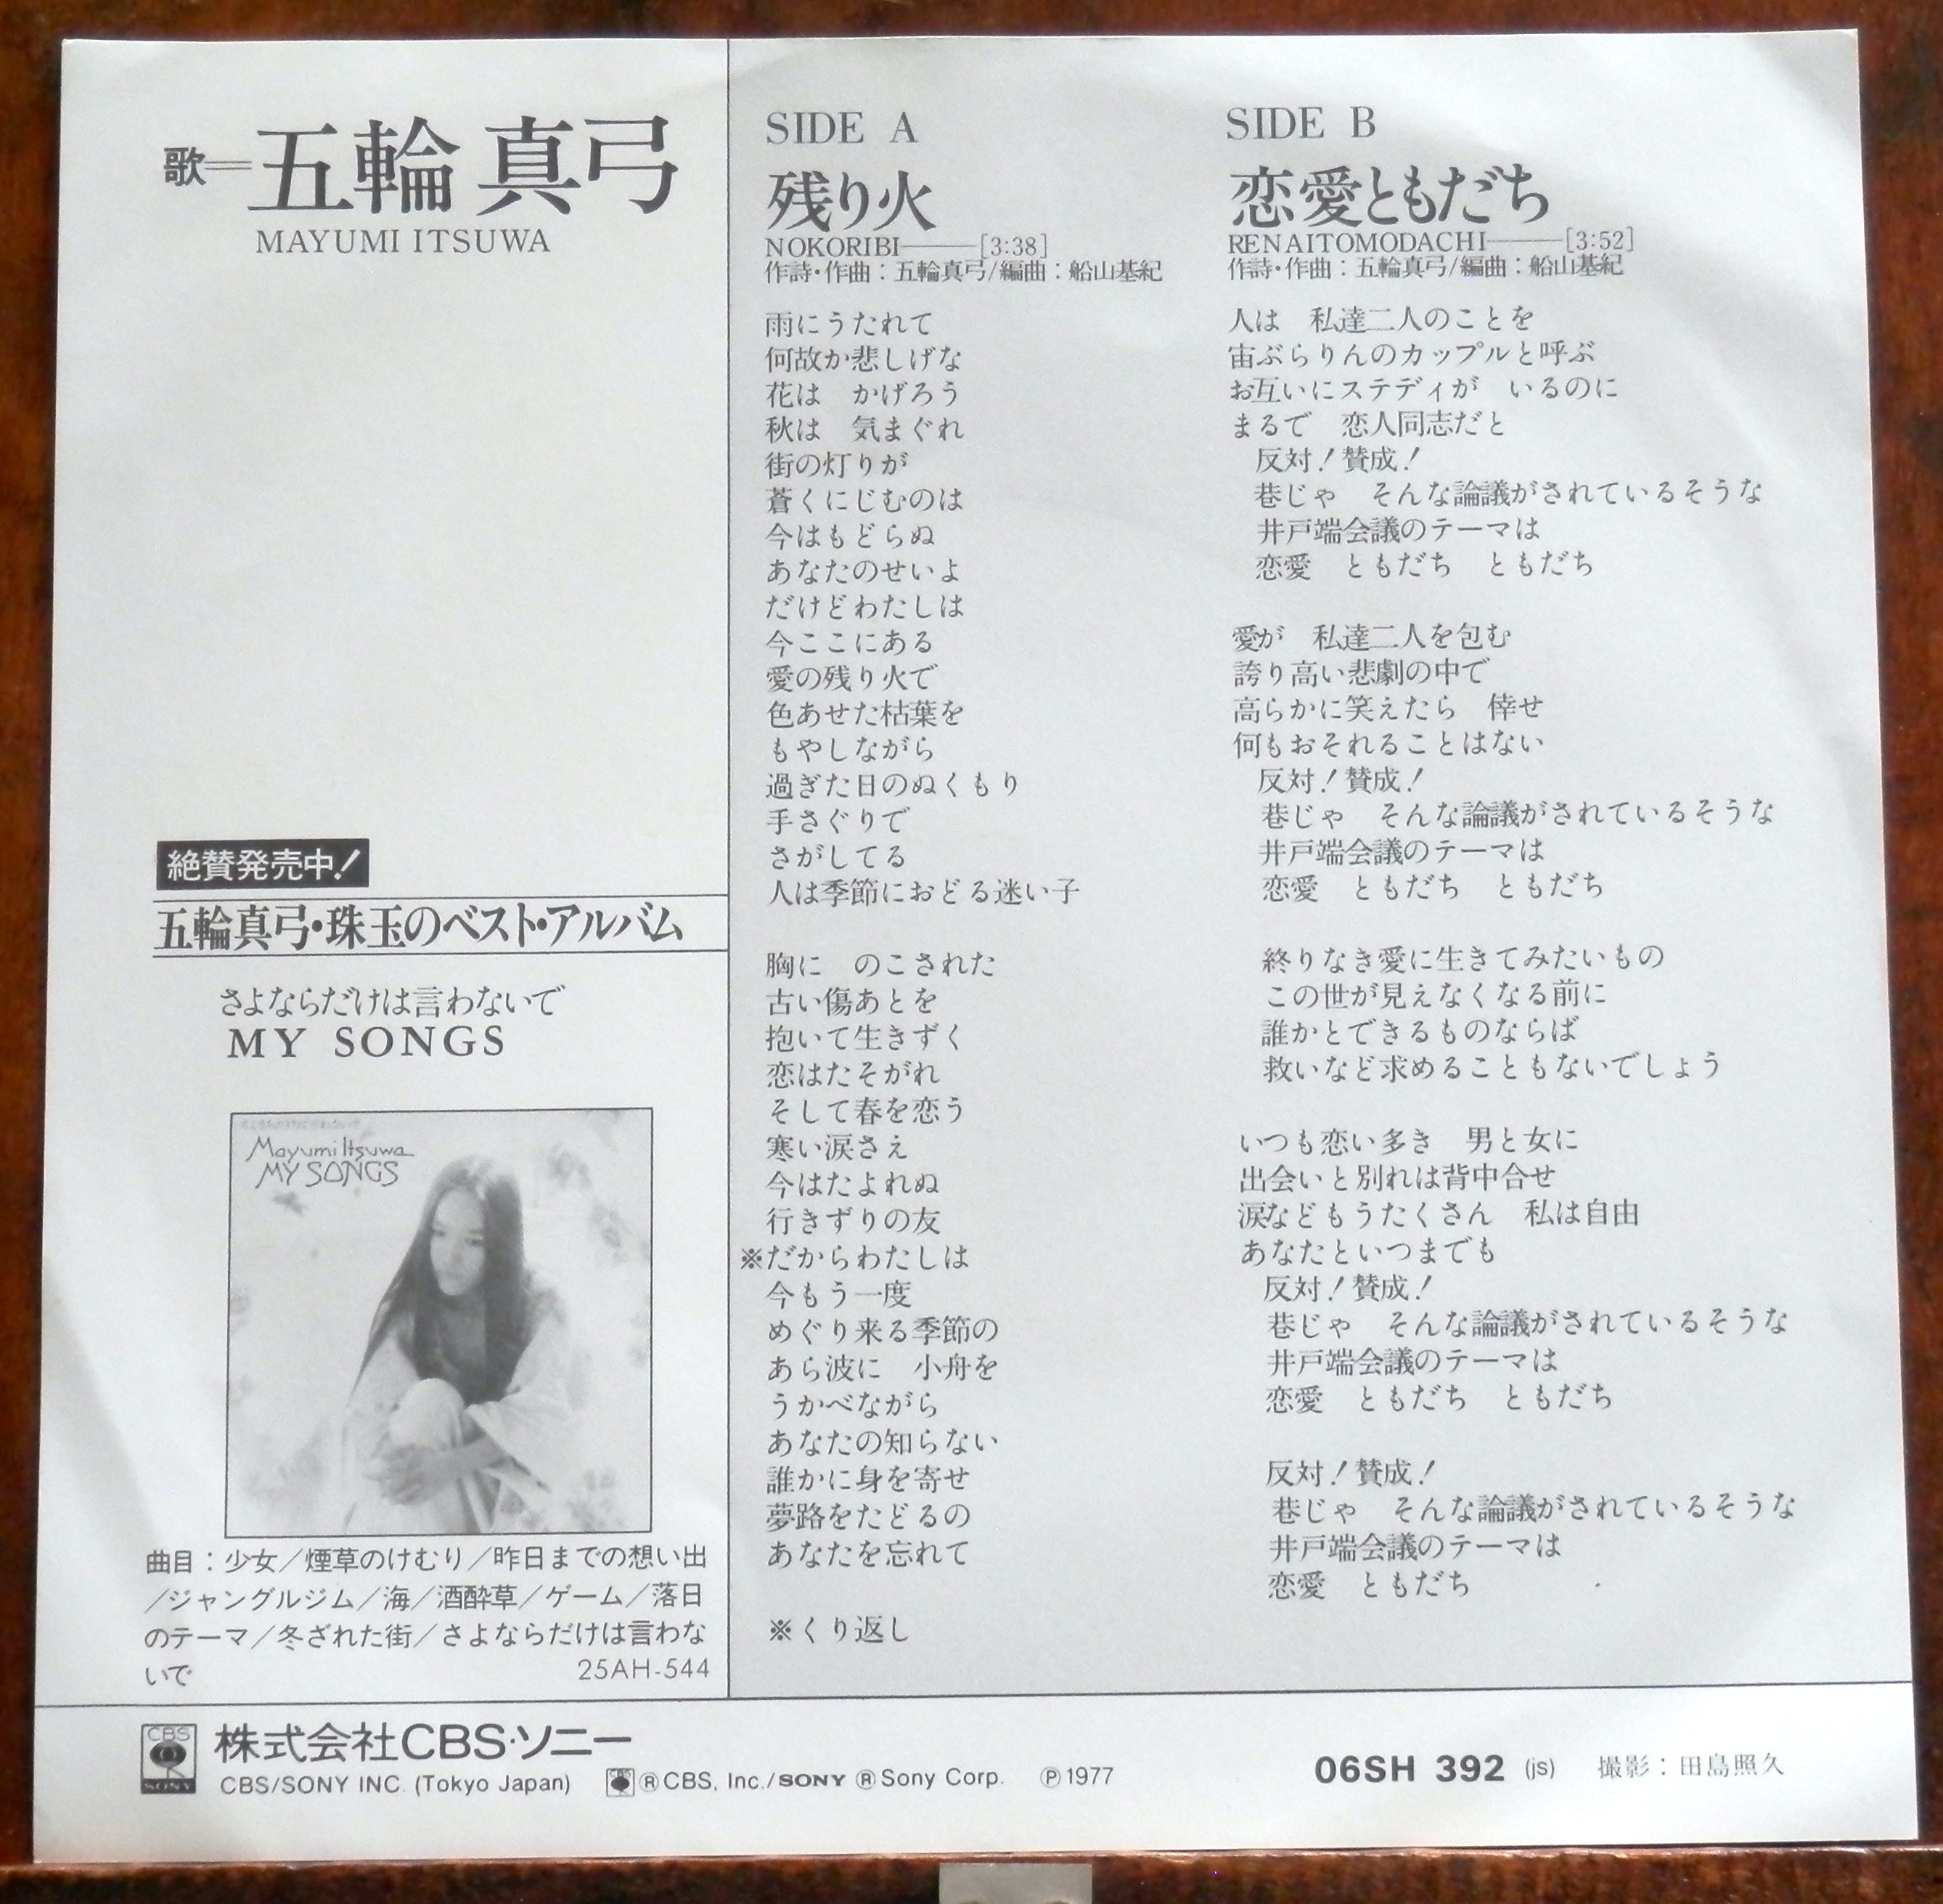 歌=五輪真弓
MAYUMI ITSUWA
絶賛発売中!
五輪真弓・珠玉のベスト・アルバム
さよならだけは言わないで
MY SONGS
Mayumi Itsuwa
MY SONGS
曲目：少女／煙草のけむり／昨日までの想い出
／ジャングルジム／海／酒酔草／ゲーム／落日
のテーマ／冬ざれた街／さよならだけは言わな
いで
25AH-544
SIDE A
残り火
NOKORIBI——[3:38]
作詩・作曲：五輪真弓/編曲：船山基紀
雨にうたれて
何故か悲しげな
花は　かげろう
秋は　気まぐれ
街の灯りが
蒼くにじむのは
今はもどらぬ
あなたのせいよ
だけどわたしは
今ここにある
愛の残り火で
色あせた枯葉を
もやしながら
過ぎた日のぬくもり
手さぐりで
さがしてる
人は季節におどる迷い子
胸に　のこされた
古い傷あとを
抱いて生きずく
恋はたそがれ
そして春を恋う
寒い涙さえ
今はたよれぬ
行きずりの友
※だからわたしは
今もう一度
めぐり来る季節の
あら波に　小舟を
うかべながら
あなたの知らない
誰かに身を寄せ
夢路をたどるの
あなたを忘れて
※くり返し
SIDE B
恋愛ともだち
RENAITOMODACHI——[3:52]
作詩・作曲：五輪真弓/編曲：船山基紀
人は　私達二人のことを
宙ぶらりんのカップルと呼ぶ
お互いにステディが　いるのに
まるで　恋人同志だと
反対！賛成！
巷じゃ　そんな論議がされているそうな
井戸端会議のテーマは
恋愛　ともだち　ともだち
愛が　私達二人を包む
誇り高い悲劇の中で
高らかに笑えたら　倖せ
何もおそれることはない
反対！賛成！
巷じゃ　そんな論議がされているそうな
井戸端会議のテーマは
恋愛　ともだち　ともだち
終りなき愛に生きてみたいもの
この世が見えなくなる前に
誰かとできるものならば
救いなど求めることもないでしょう
いつも恋い多き　男と女に
出会いと別れは背中合せ
涙などもうたくさん　私は自由
あなたといつまでも
反対！賛成！
巷じゃ　そんな論議がされているそうな
井戸端会議のテーマは
恋愛　ともだち　ともだち
反対！賛成！
巷じゃ　そんな論議がされているそうな
井戸端会議のテーマは
恋愛　ともだち
CBS
SONY
株式会社CBS・ソニー
CBS/SONY INC. (Tokyo Japan)　®CBS, Inc./SONY ®Sony Corp.　Ⓟ1977
06SH 392 (js)　撮影：田島照久